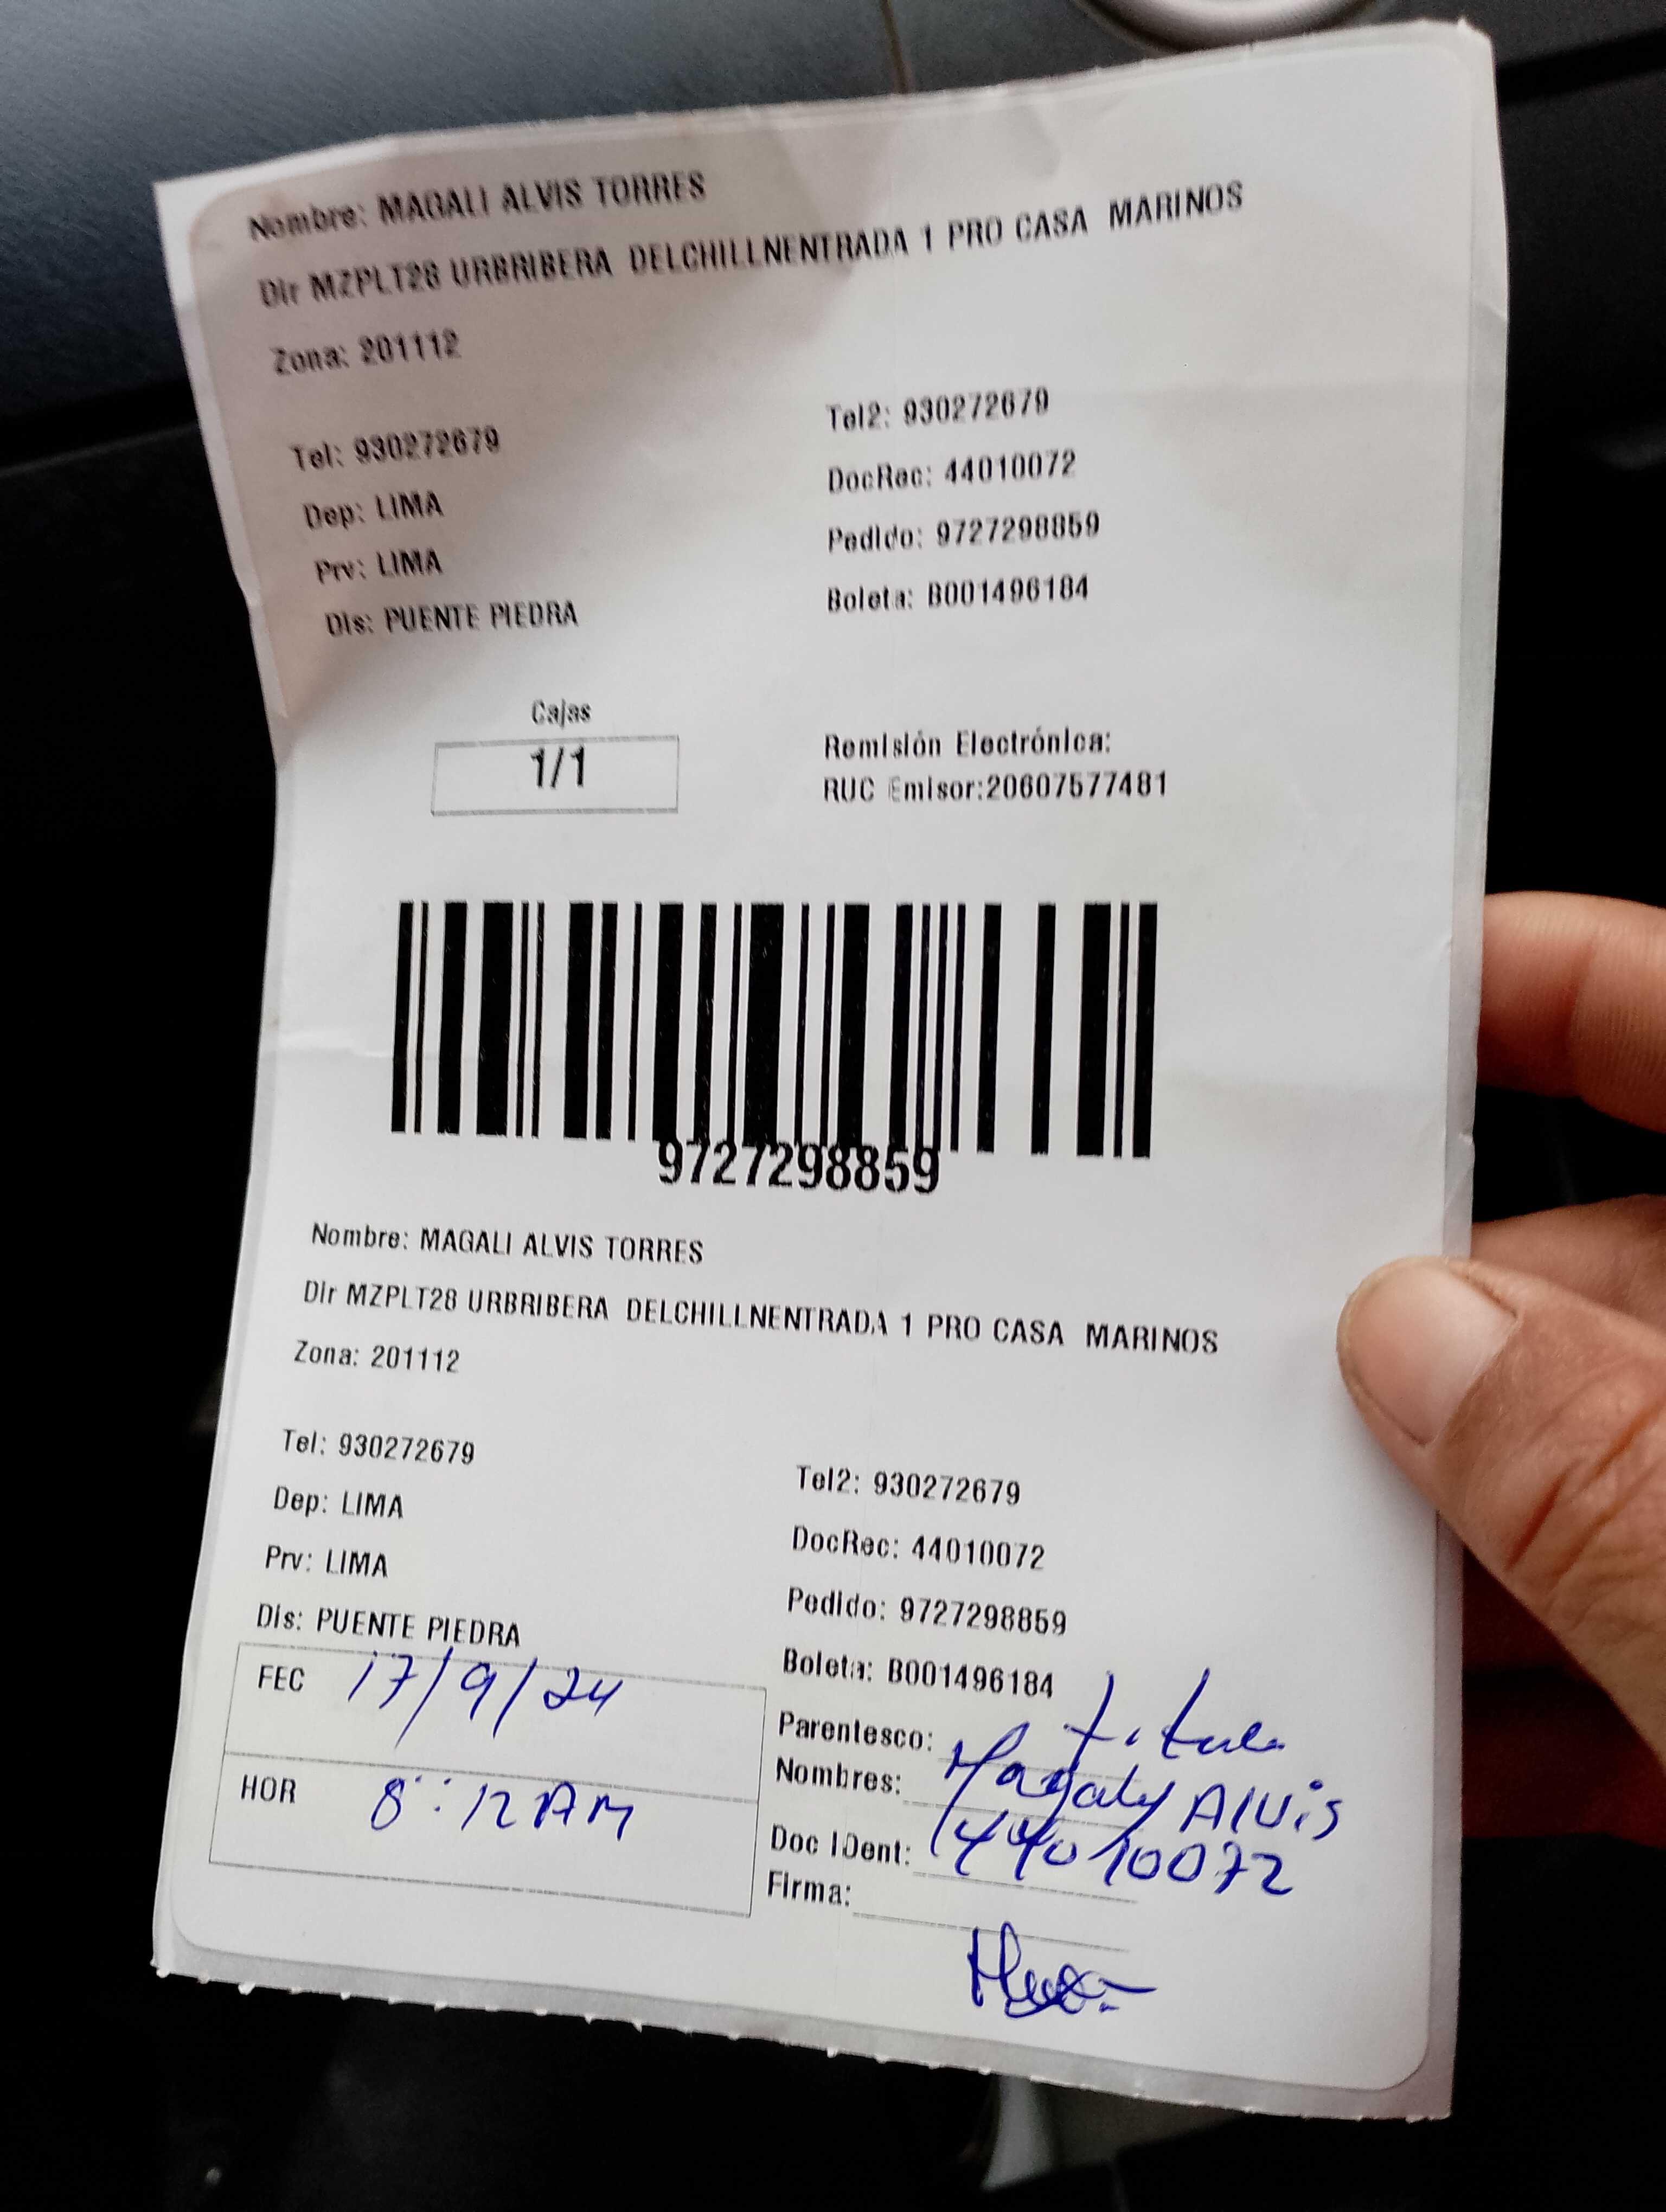 Nombre: MAGALI ALVIS TORRES
Dir MZPLT28 URBRIBERA DELCHILLNENTRADA 1 PRO CASA MARINOS
Zona: 201112
Tel: 930272679
Tel2: 930272679
Dep: LIMA
DocRec: 44010072
Prv: LIMA
Pedido: 9727298859
Dis: PUENTE PIEDRA
Boleta: B001496184
Cajas
1/1
Remisión Electrónica:
RUC Emisor:20607577481
9727298859
Nombre: MAGALI ALVIS TORRES
Dir MZPLT28 URBRIBERA DELCHILLNENTRADA 1 PRO CASA MARINOS
Zona: 201112
Tel: 930272679
Tel2: 930272679
Dep: LIMA
DocRec: 44010072
Prv: LIMA
Pedido: 9727298859
Dis: PUENTE PIEDRA
Boleta: B001496184
FEC 17/9/24
Parentesco:
Nombres: Magaly Alvis
HOR 8:12 AM
Doc IDent: 44010072
Firma: